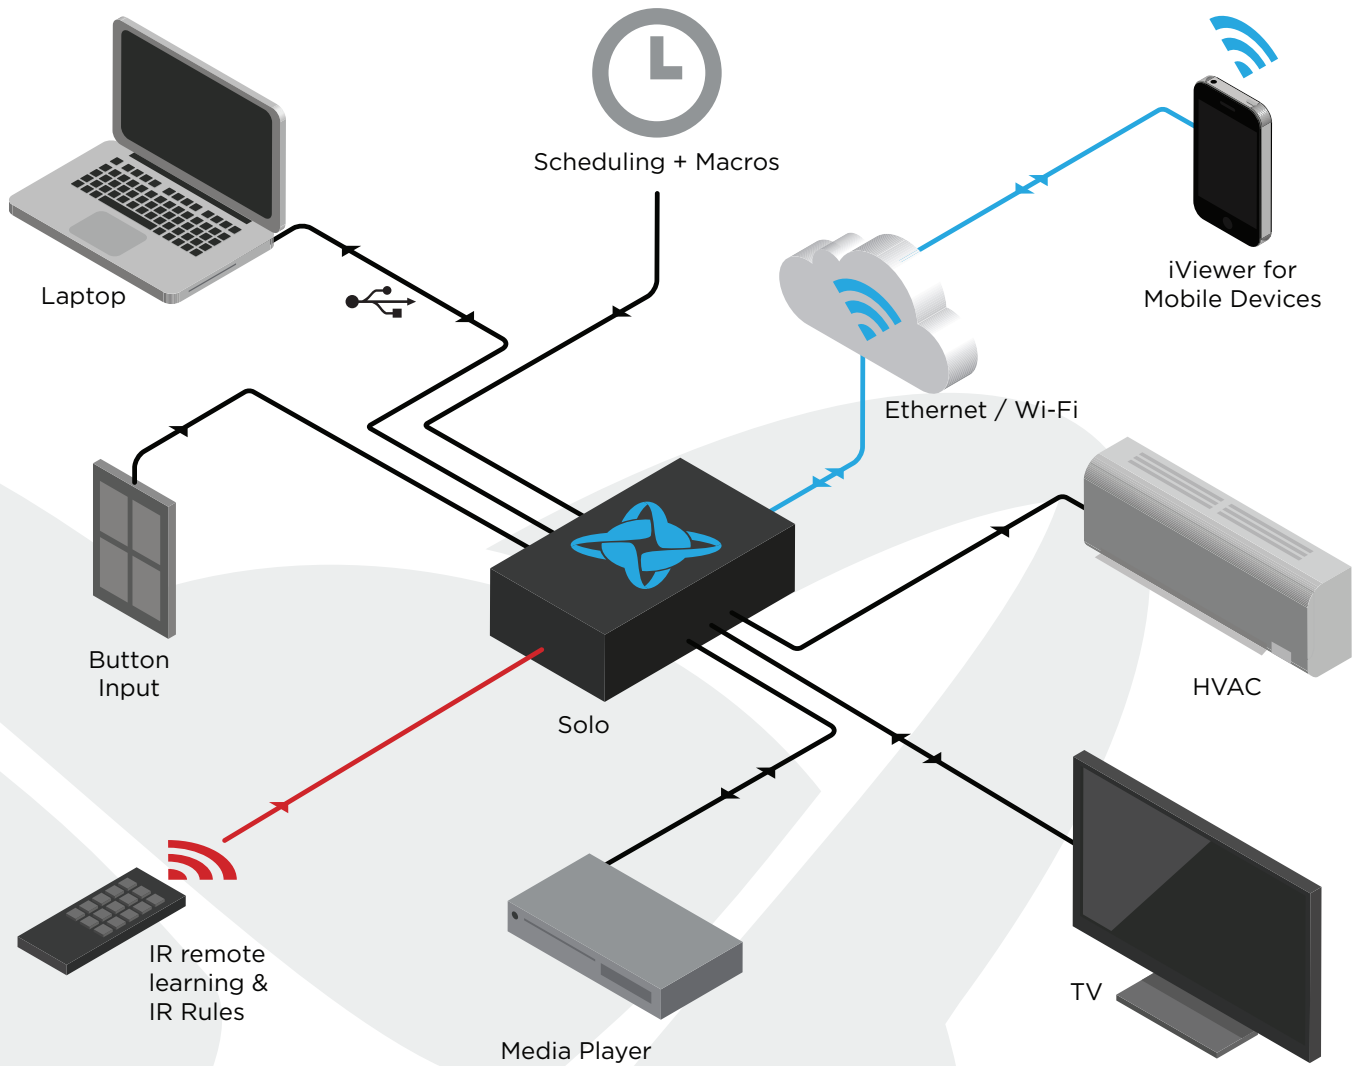 Scheduling + Macros
Laptop
iViewer for
Mobile Devices
Ethernet / Wi-Fi
Button
Input
HVAC
Solo
IR remote
learning &
IR Rules
TV
Media Player